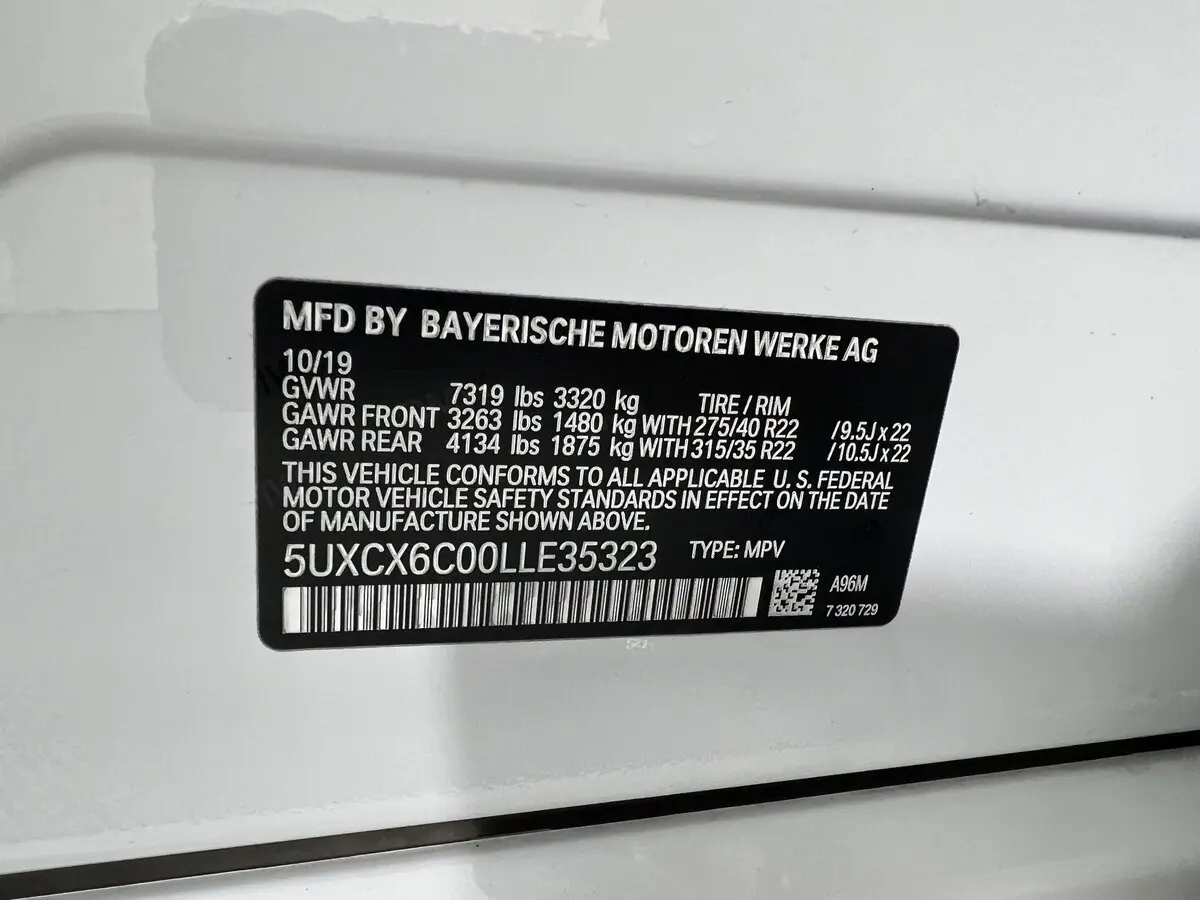 MFD BY BAYERISCHE MOTOREN WERKE AG
10/19
GVWR 7319 lbs 3320 kg TIRE / RIM
GAWR FRONT 3263 lbs 1480 kg WITH 275/40 R22 /9.5J x 22
GAWR REAR 4134 lbs 1875 kg WITH 315/35 R22 /10.5J x 22
THIS VEHICLE CONFORMS TO ALL APPLICABLE U. S. FEDERAL
MOTOR VEHICLE SAFETY STANDARDS IN EFFECT ON THE DATE
OF MANUFACTURE SHOWN ABOVE.
5UXCX6C00LLE35323 TYPE: MPV
A96M
7 320 729